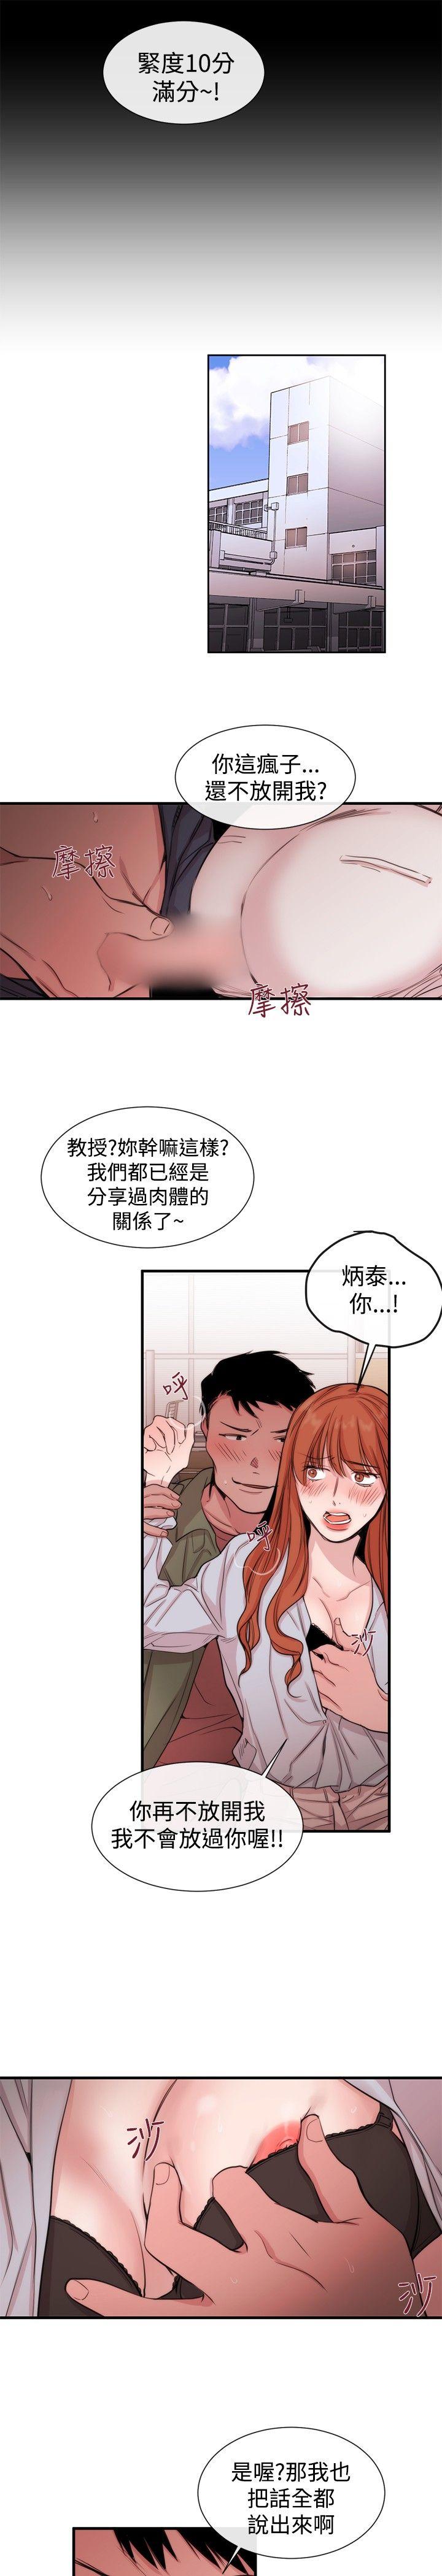 緊度10分
滿分~!
你這瘋子...
還不放開我?
摩擦
摩擦
教授?妳幹嘛這樣?
我們都已經是
分享過肉體的
關係了~
炳泰...
你...!
呼
呼
沙
你再不放開我
我不會放過你喔!!
沙
沙
是喔?那我也
把話全都
說出來啊